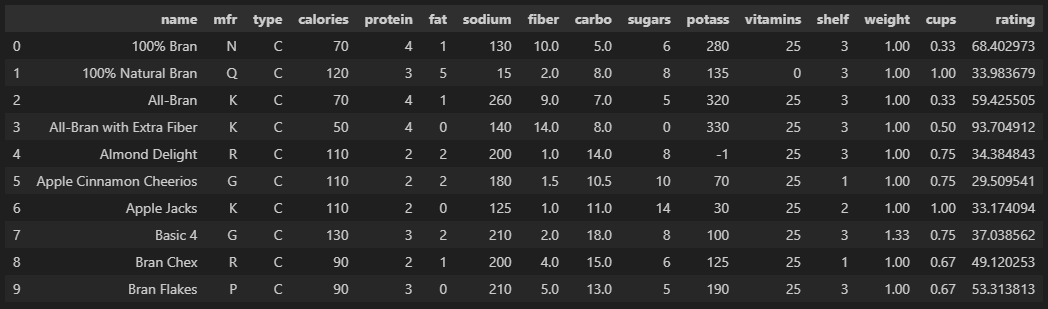 name mfr type calories protein fat sodium fiber carbo sugars potass vitamins shelf weight cups rating
0 100% Bran N C 70 4 1 130 10.0 5.0 6 280 25 3 1.00 0.33 68.402973
1 100% Natural Bran Q C 120 3 5 15 2.0 8.0 8 135 0 3 1.00 1.00 33.983679
2 All-Bran K C 70 4 1 260 9.0 7.0 5 320 25 3 1.00 0.33 59.425505
3 All-Bran with Extra Fiber K C 50 4 0 140 14.0 8.0 0 330 25 3 1.00 0.50 93.704912
4 Almond Delight R C 110 2 2 200 1.0 14.0 8 -1 25 3 1.00 0.75 34.384843
5 Apple Cinnamon Cheerios G C 110 2 2 180 1.5 10.5 10 70 25 1 1.00 0.75 29.509541
6 Apple Jacks K C 110 2 0 125 1.0 11.0 14 30 25 2 1.00 1.00 33.174094
7 Basic 4 G C 130 3 2 210 2.0 18.0 8 100 25 3 1.33 0.75 37.038562
8 Bran Chex R C 90 2 1 200 4.0 15.0 6 125 25 1 1.00 0.67 49.120253
9 Bran Flakes P C 90 3 0 210 5.0 13.0 5 190 25 3 1.00 0.67 53.313813